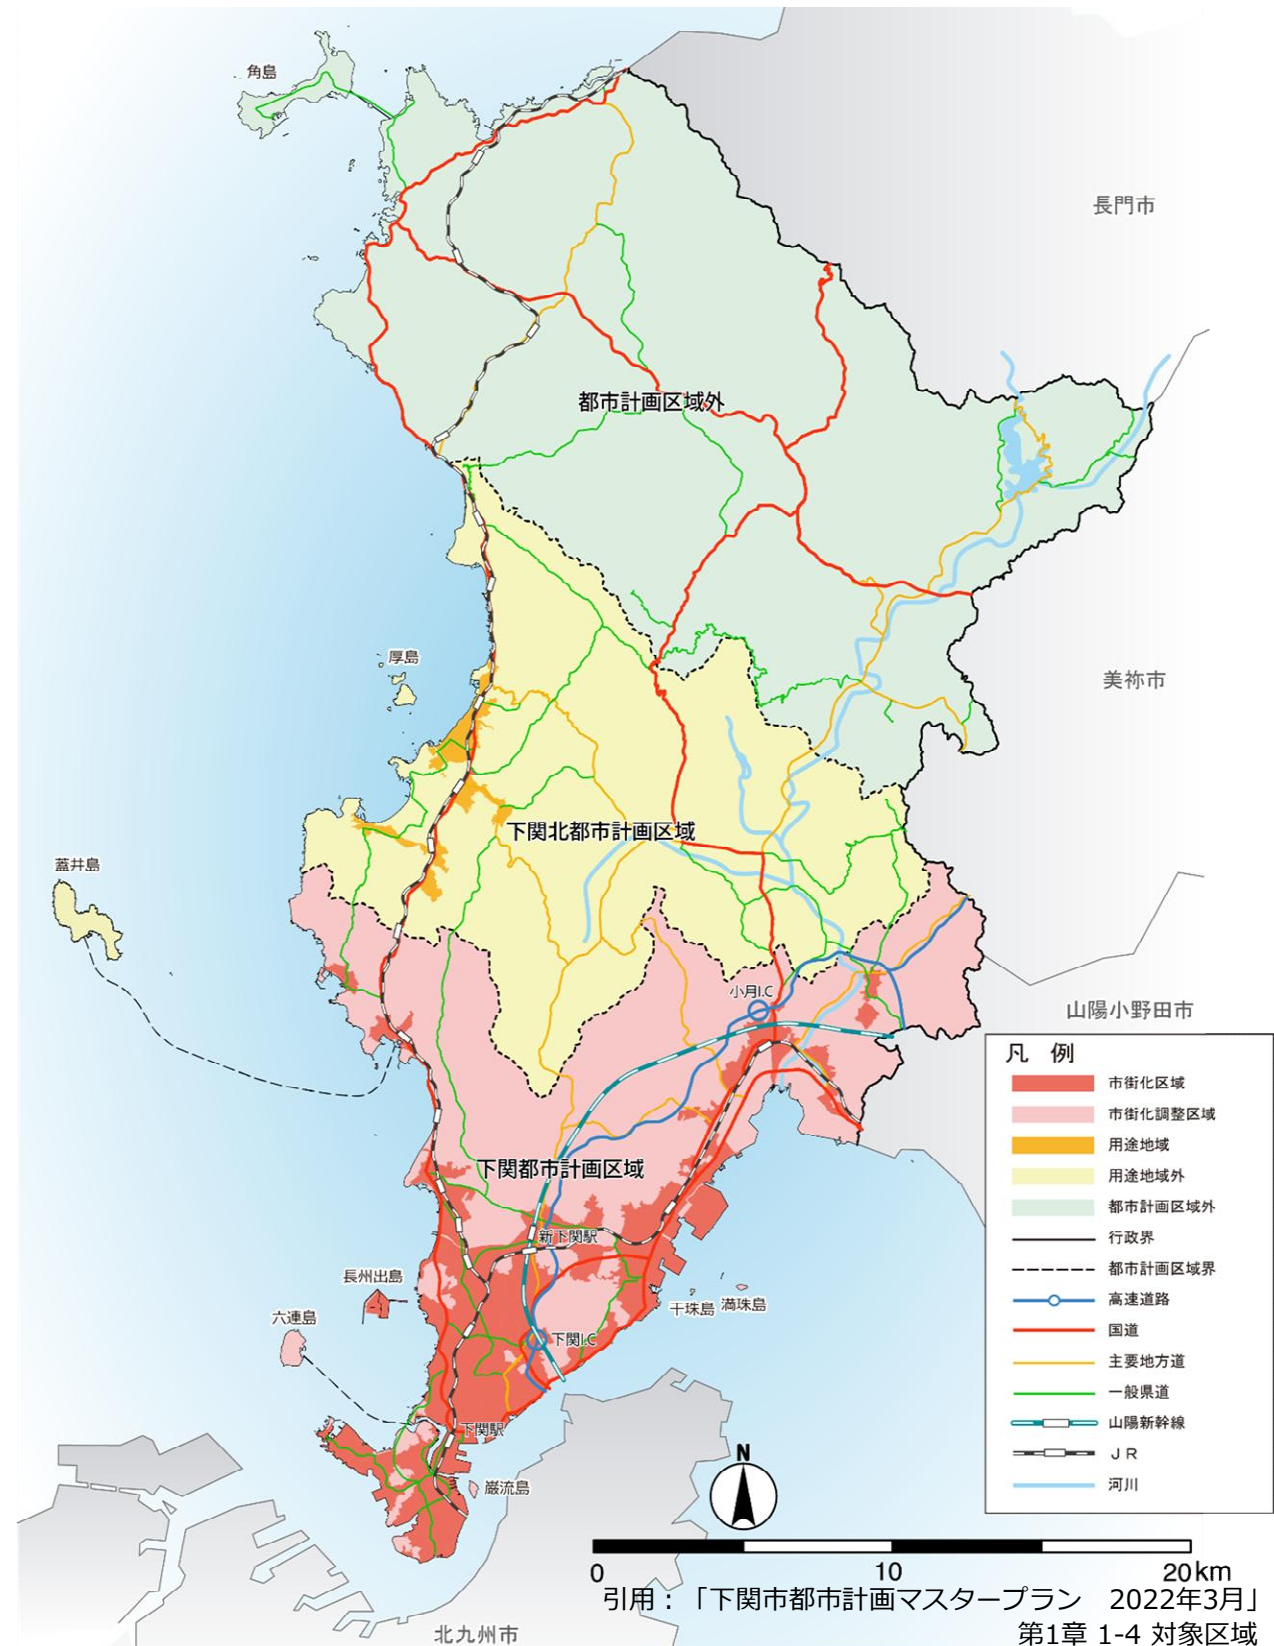 角島
長門市
都市計画区域外
厚島
美祢市
下関北都市計画区域
蓋井島
小月I.C
山陽小野田市
凡 例
市街化区域
市街化調整区域
用途地域
用途地域外
都市計画区域外
行政界
都市計画区域界
高速道路
国道
主要地方道
一般県道
山陽新幹線
JR
河川
下関都市計画区域
新下関駅
長州出島
六連島
干珠島
満珠島
下関I.C
下関駅
巌流島
N
0 10 20km
引用：「下関市都市計画マスタープラン 2022年3月」
第1章 1-4 対象区域
北九州市